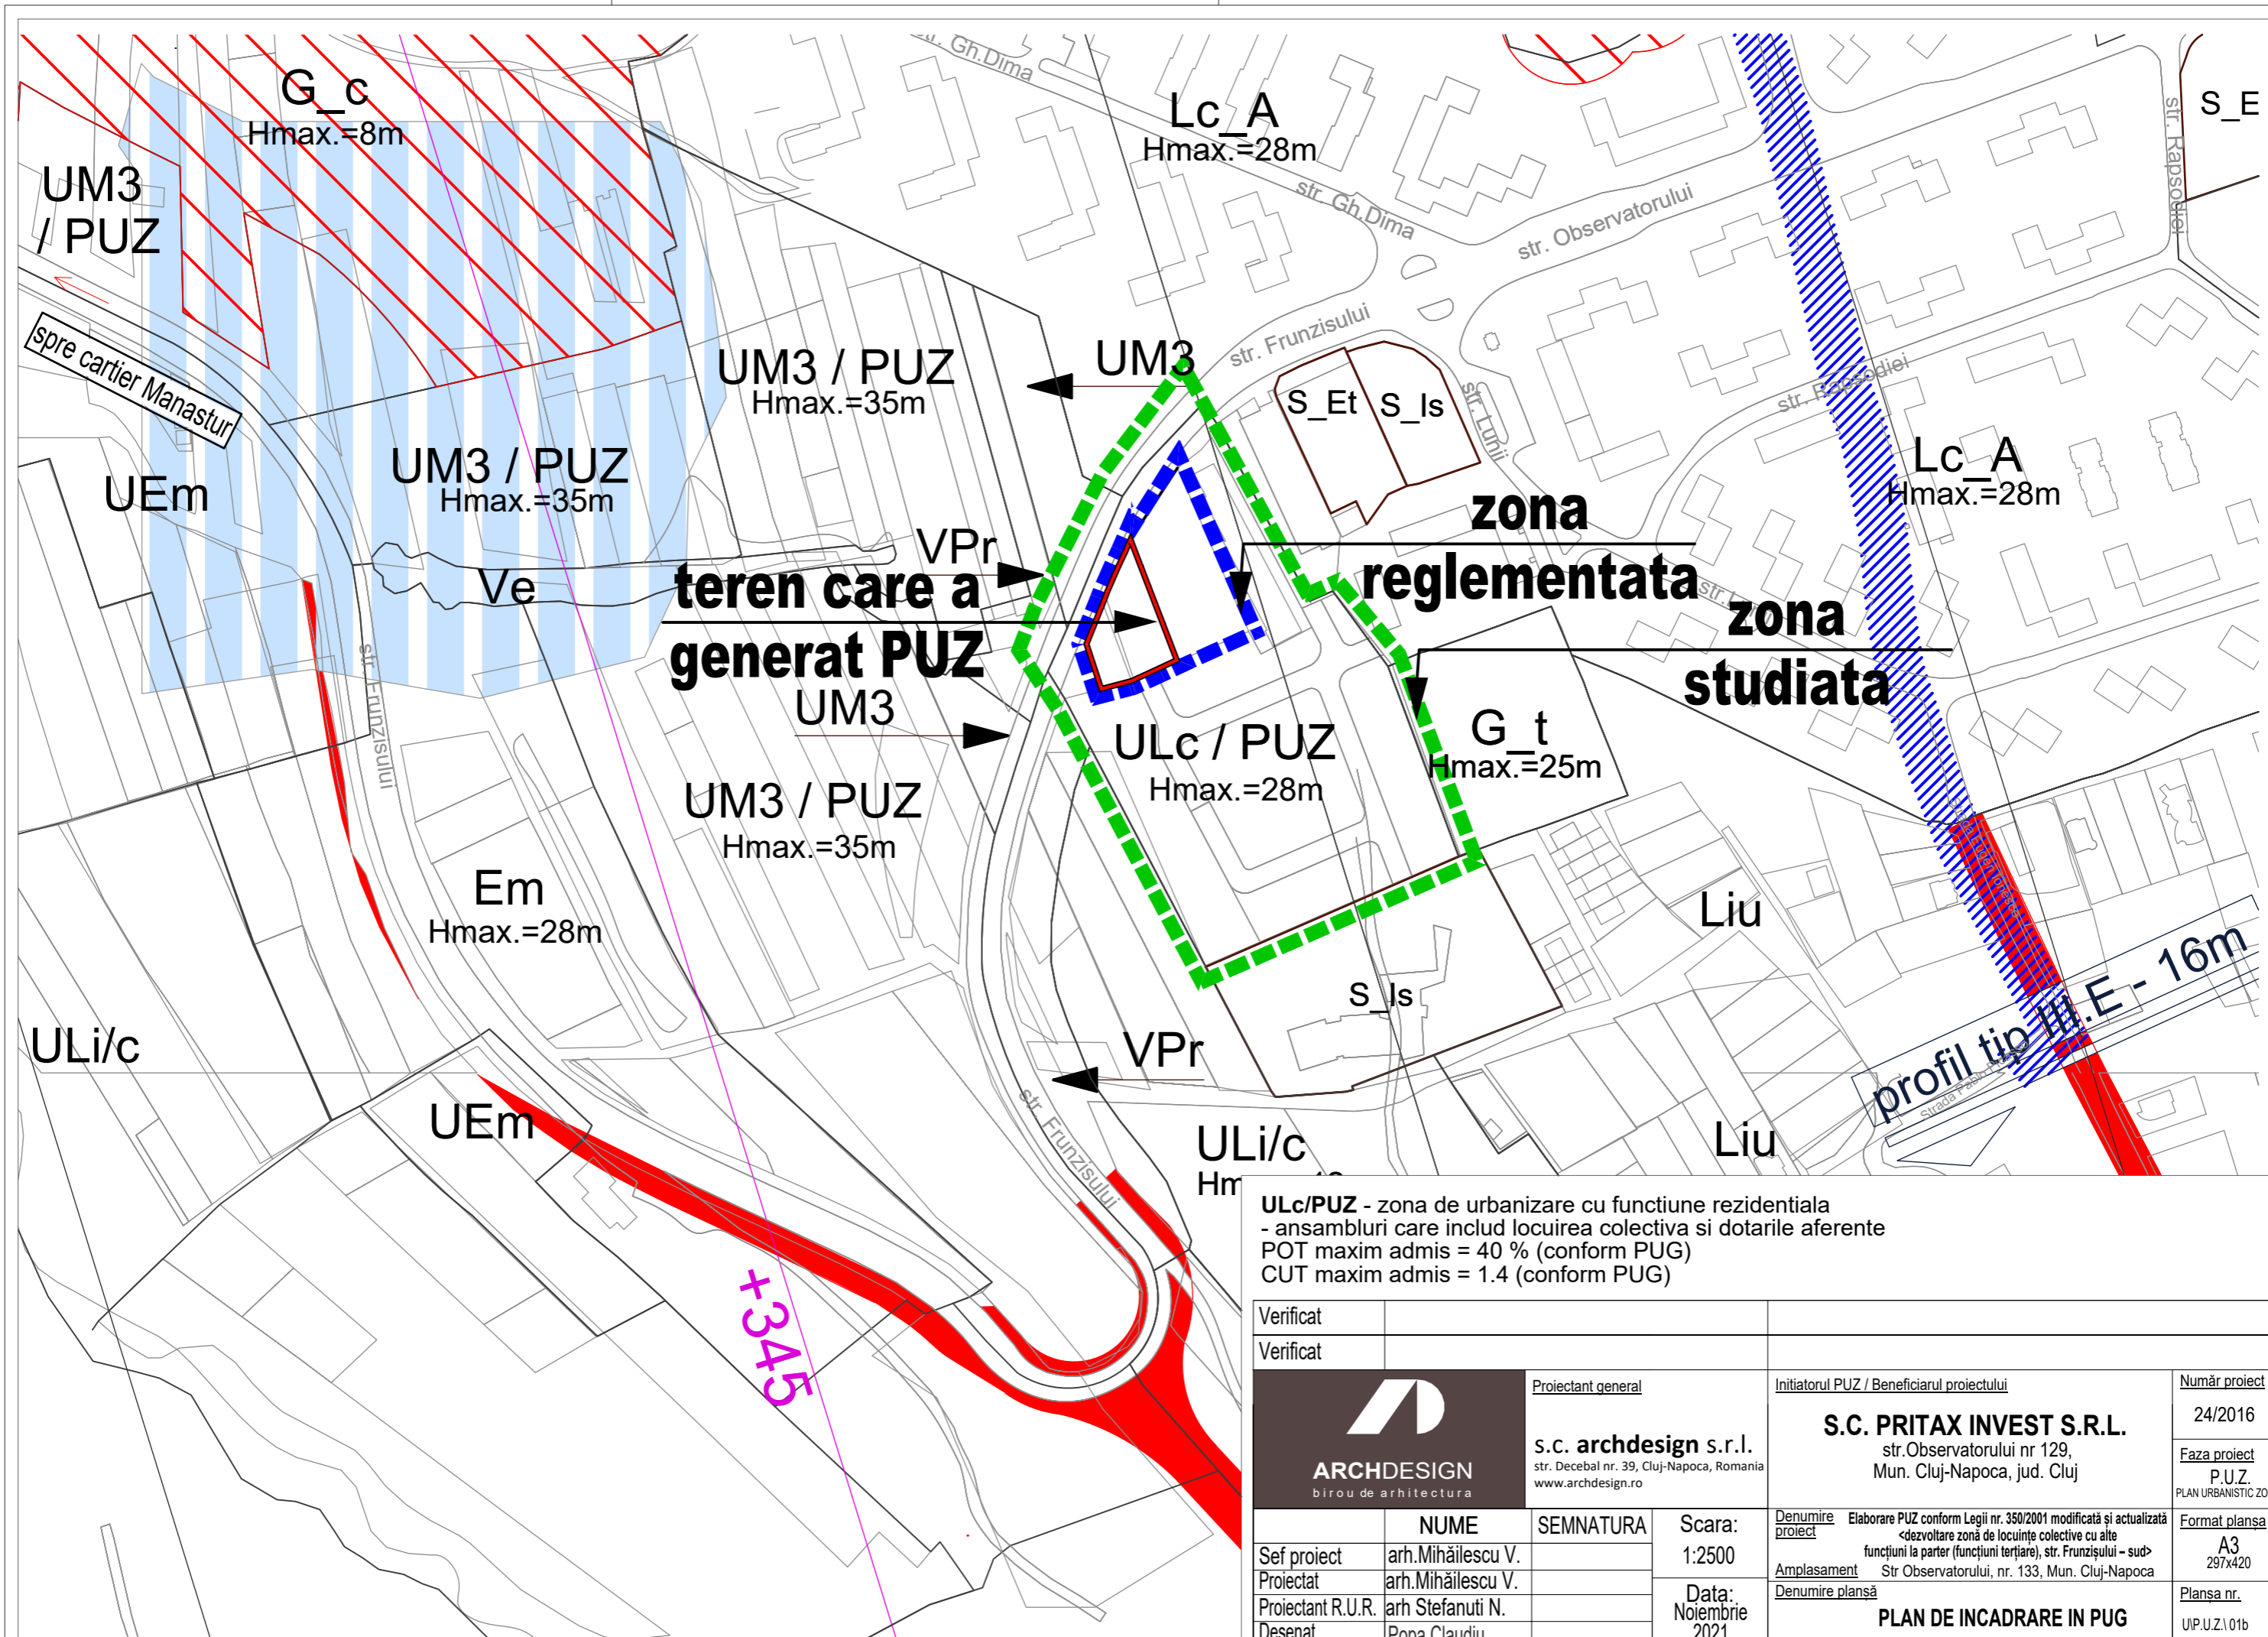 str. Gh.Dima
G_c
Hmax.=8m
Lc_A
Hmax.=28m
S_E
str. Rapsodiei
UM3
/ PUZ
str. Gh.Dima
str. Observatorului
spre cartier Manastur
str. Frunzisului
UM3 / PUZ
Hmax.=35m
UM3
S_Et
S_Is
str. Lunii
str. Rapsodiei
UEm
UM3 / PUZ
Hmax.=35m
Lc_A
Hmax.=28m
zona
reglementata
VPr
Ve
teren care a
generat PUZ
zona
studiata
str. Frunzisului
UM3
ULc / PUZ
Hmax.=28m
G_t
Hmax.=25m
UM3 / PUZ
Hmax.=35m
Em
Hmax.=28m
Liu
S_Is
profil tip III.E - 16m
ULi/c
VPr
UEm
str. Frunzisului
ULi/c
Liu
+345
ULc/PUZ - zona de urbanizare cu functiune rezidentiala
- ansambluri care includ locuirea colectiva si dotarile aferente
POT maxim admis = 40 % (conform PUG)
CUT maxim admis = 1.4 (conform PUG)
Verificat
Verificat
ARCHDESIGN
birou de arhitectura
Proiectant general
s.c. archdesign s.r.l.
str. Decebal nr. 39, Cluj-Napoca, Romania
www.archdesign.ro
Initiatorul PUZ / Beneficiarul proiectului
S.C. PRITAX INVEST S.R.L.
str.Observatorului nr 129,
Mun. Cluj-Napoca, jud. Cluj
Număr proiect
24/2016
Faza proiect
P.U.Z.
PLAN URBANISTIC ZO
NUME
SEMNATURA
Sef proiect
arh.Mihăilescu V.
Proiectat
arh.Mihăilescu V.
Proiectant R.U.R.
arh Stefanuti N.
Desenat
Popa Claudiu
Scara:
1:2500
Data:
Noiembrie
2021
Denumire proiect
Elaborare PUZ conform Legii nr. 350/2001 modificată și actualizată
<dezvoltare zonă de locuințe colective cu alte
funcțiuni la parter (funcțiuni terțiare), str. Frunzișului – sud>
Amplasament
Str Observatorului, nr. 133, Mun. Cluj-Napoca
Denumire planșă
PLAN DE INCADRARE IN PUG
Format planșa
A3
297x420
Planșa nr.
U\P.U.Z.\ 01b